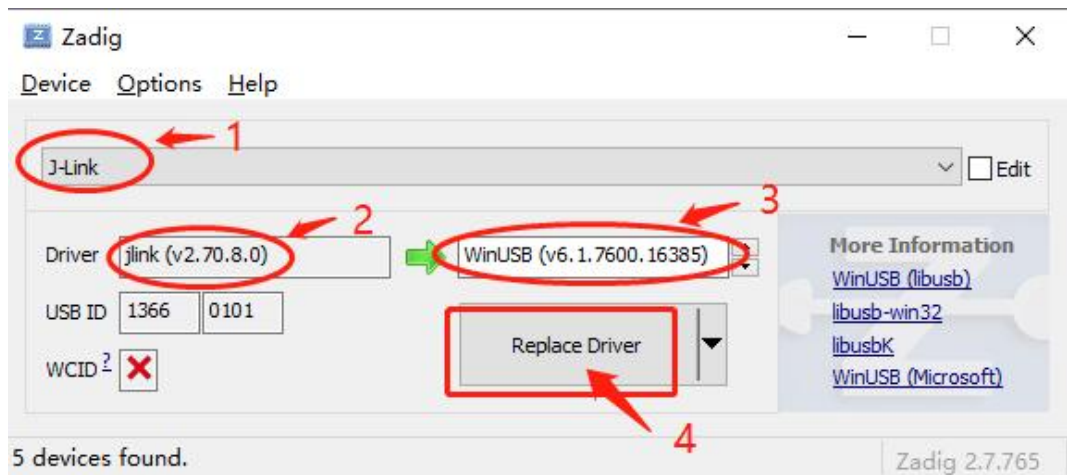 Zadig
Device Options Help
1
J-Link
Edit
2
3
Driver jlink (v2.70.8.0) WinUSB (v6.1.7600.16385)
More Information
WinUSB (libusb)
USB ID 1366 0101
libusb-win32
Replace Driver
libusbK
WCID ?
WinUSB (Microsoft)
4
5 devices found.
Zadig 2.7.765